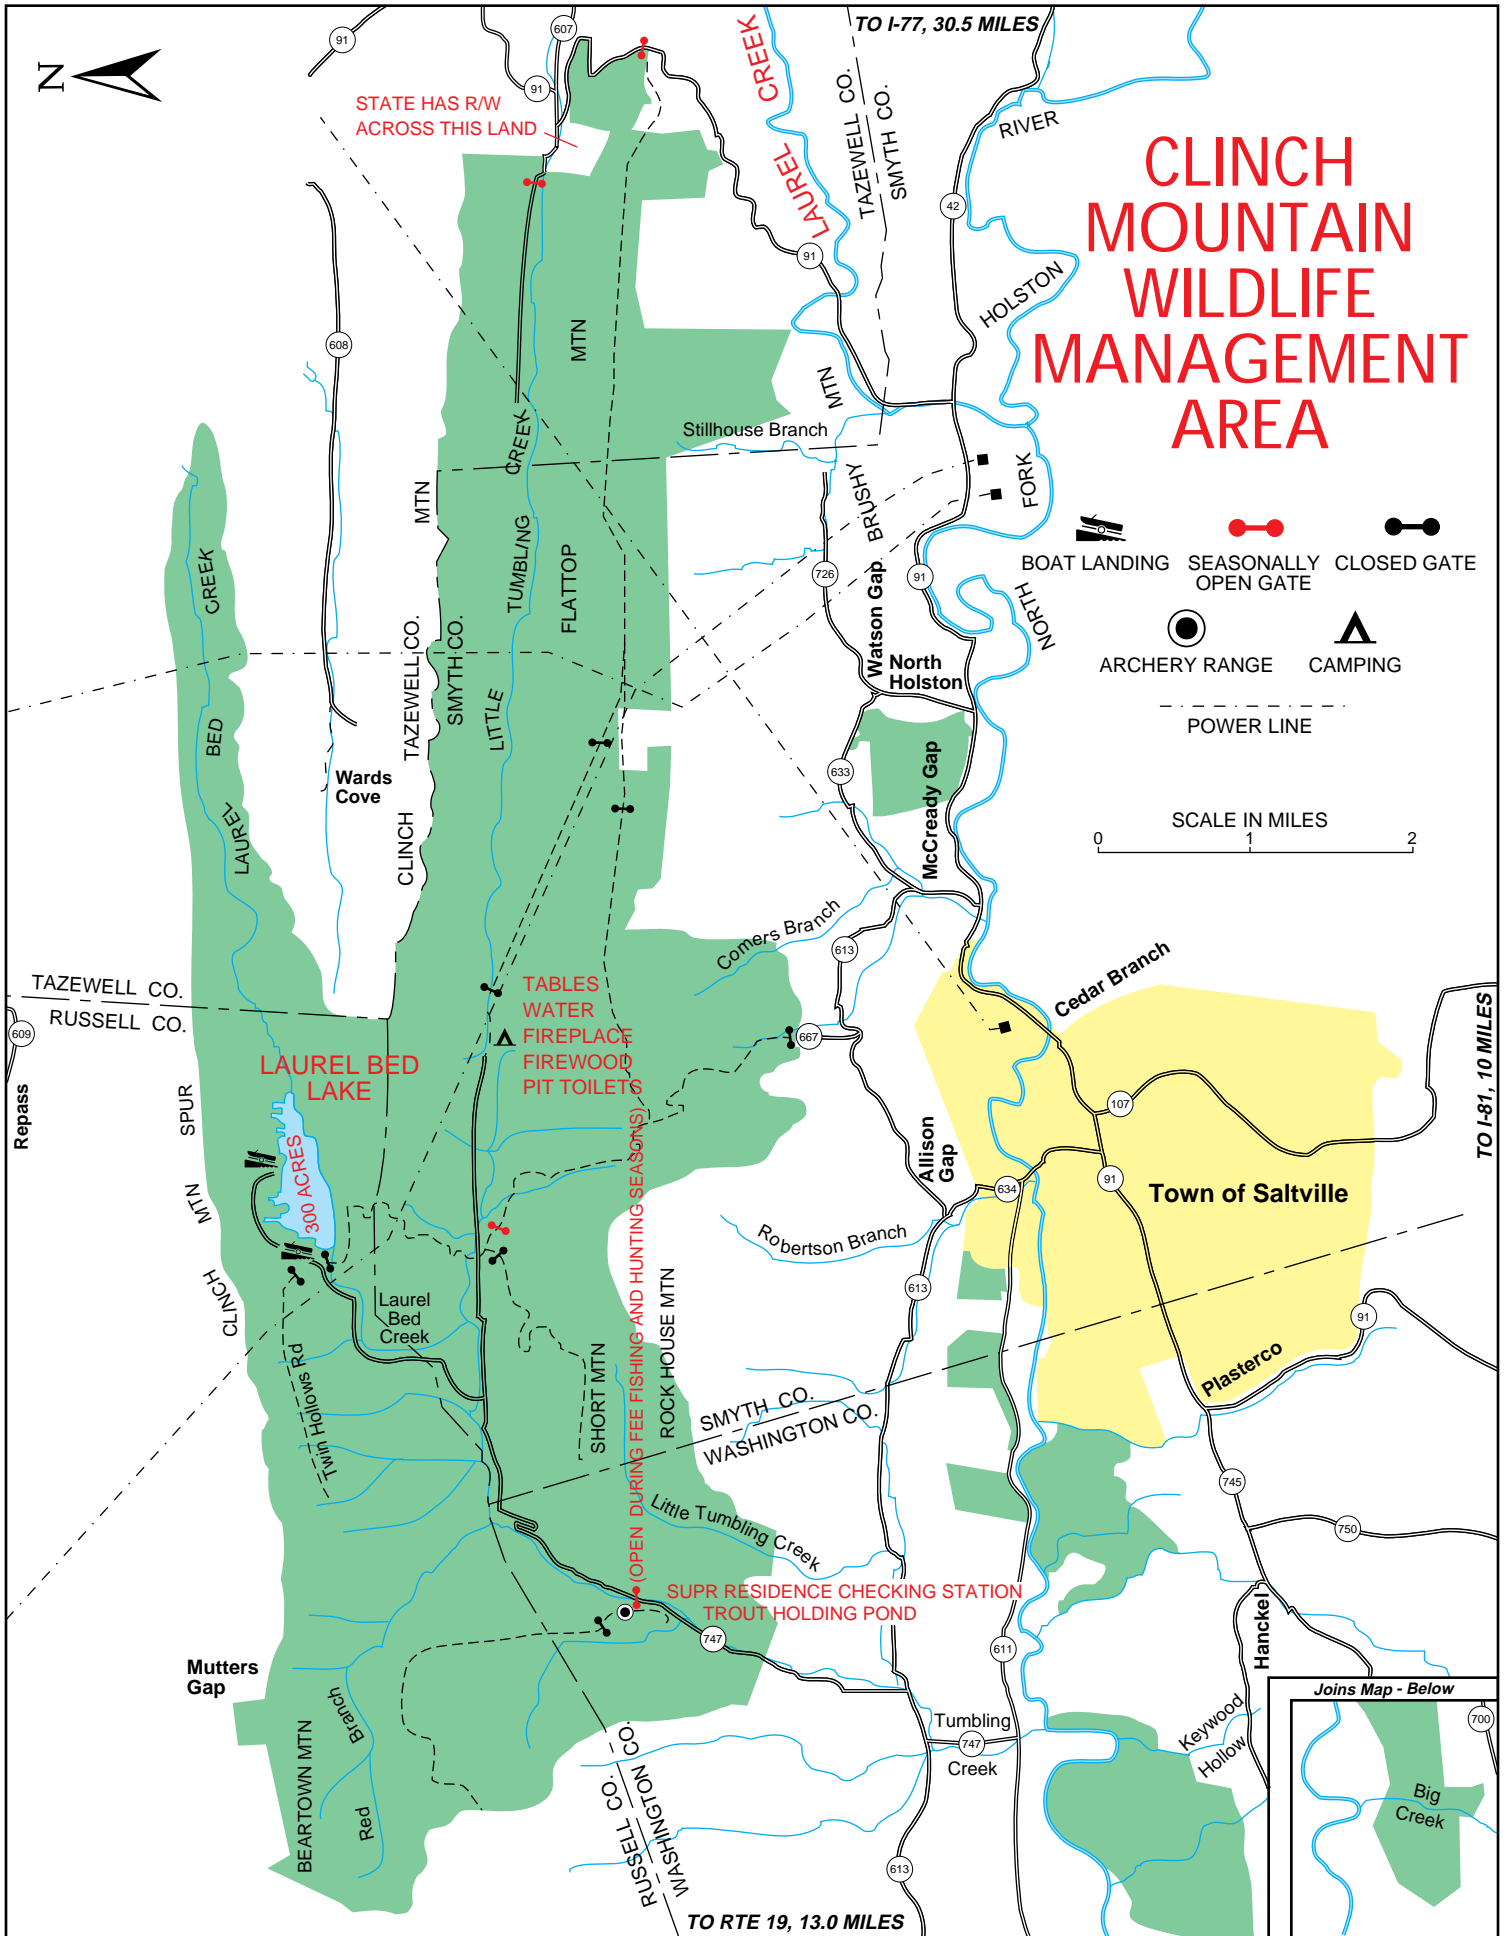 TO I-77, 30.5 MILES
N
91
607
91
STATE HAS R/W
ACROSS THIS LAND
LAUREL CREEK
LAUREL CREEK
TAZEWELL CO.
SMYTH CO.
RIVER
42
91
HOLSTON
CLINCH
MOUNTAIN
WILDLIFE
MANAGEMENT
AREA
608
MTN
MTN
Stillhouse Branch
CREEK
MTN
BRUSHY
FORK
BOAT LANDING
SEASONALLY
OPEN GATE
CLOSED GATE
CREEK
TUMBLING
FLATTOP
726
91
NORTH
Watson Gap
North
Holston
ARCHERY RANGE
CAMPING
POWER LINE
TAZEWELL CO.
SMYTH CO.
LITTLE
BED
Wards
Cove
633
McCready Gap
SCALE IN MILES
0 1 2
LAUREL
CLINCH
Comers Branch
613
Cedar Branch
TAZEWELL CO.
RUSSELL CO.
609
Repass
TABLES
WATER
FIREPLACE
FIREWOOD
PIT TOILETS
667
LAUREL BED
LAKE
300 ACRES
SPUR
MTN
CLINCH
107
TO I-81, 10 MILES
Allison
Gap
634
91
Town of Saltville
Robertson Branch
613
91
Laurel
Bed
Creek
Twin Hollows Rd
SHORT MTN
(OPEN DURING FEE FISHING AND HUNTING SEASONS)
ROCK HOUSE MTN
SMYTH CO.
WASHINGTON CO.
Plasterco
745
750
Little Tumbling Creek
SUPR RESIDENCE CHECKING STATION
TROUT HOLDING POND
747
611
Hanckel
Mutters
Gap
BEARTOWN MTN
Branch
Red
RUSSELL CO.
WASHINGTON CO.
Tumbling
747
Creek
Keywood
Hollow
Joins Map - Below
700
Big
Creek
613
TO RTE 19, 13.0 MILES